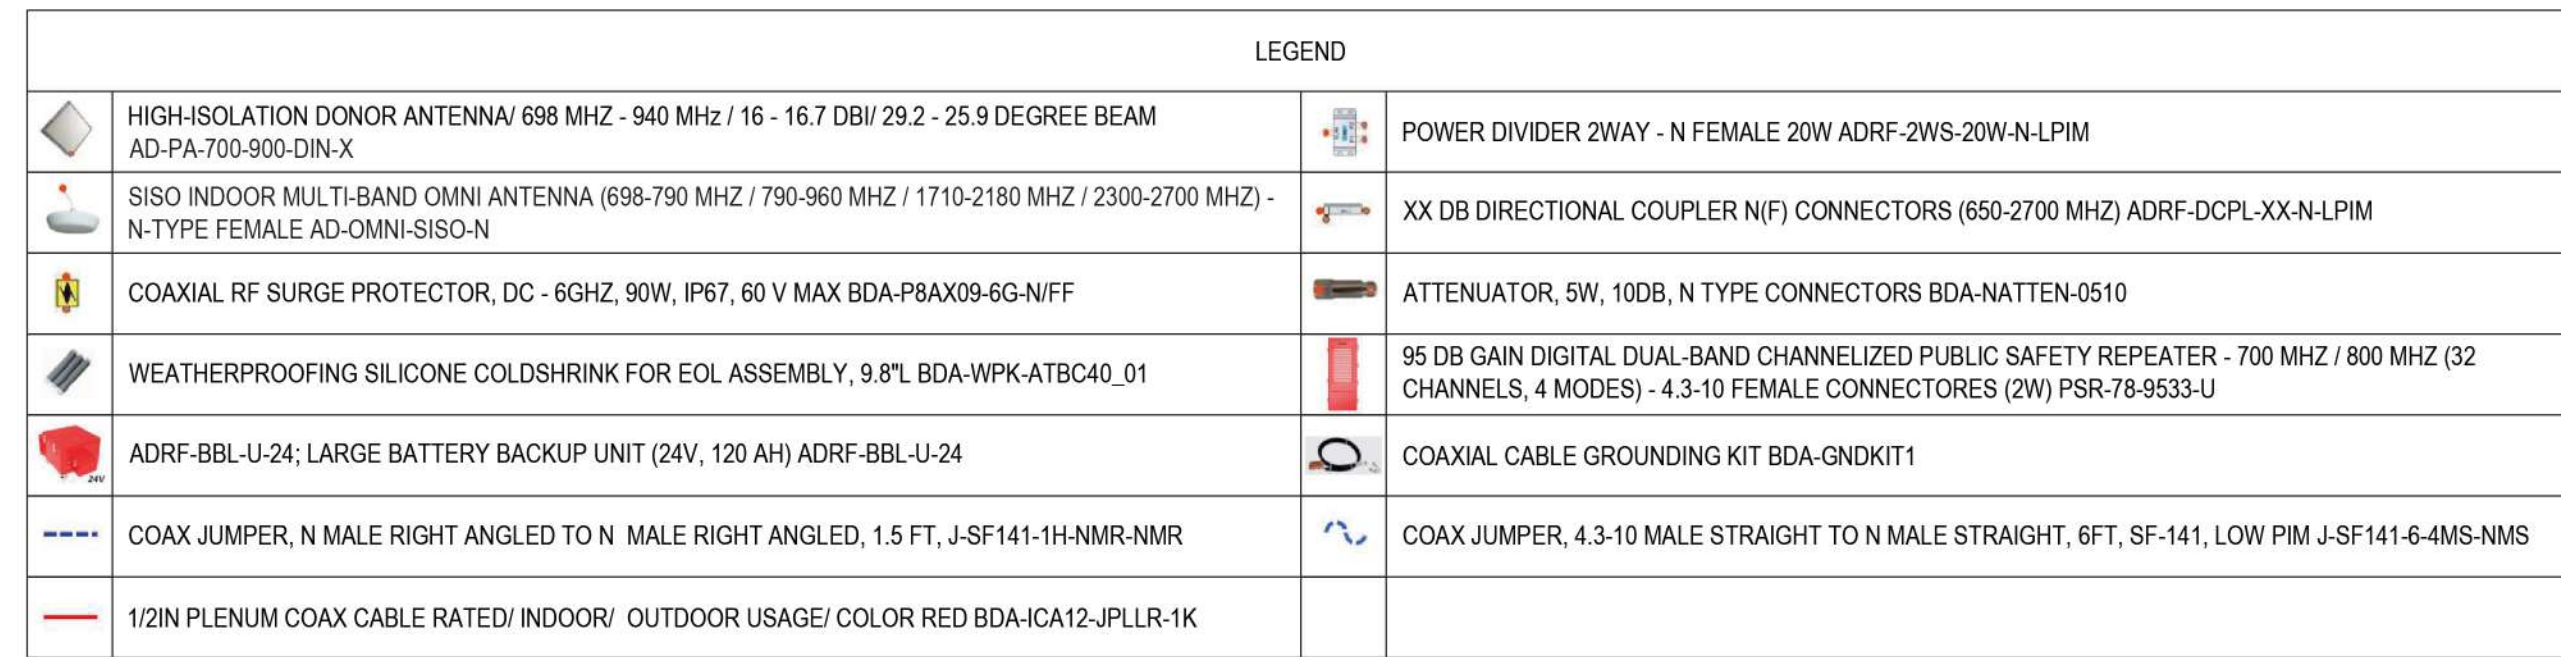 LEGEND
HIGH-ISOLATION DONOR ANTENNA/ 698 MHZ - 940 MHz / 16 - 16.7 DBI/ 29.2 - 25.9 DEGREE BEAM
AD-PA-700-900-DIN-X
POWER DIVIDER 2WAY - N FEMALE 20W ADRF-2WS-20W-N-LPIM
SISO INDOOR MULTI-BAND OMNI ANTENNA (698-790 MHZ / 790-960 MHZ / 1710-2180 MHZ / 2300-2700 MHZ) -
N-TYPE FEMALE AD-OMNI-SISO-N
XX DB DIRECTIONAL COUPLER N(F) CONNECTORS (650-2700 MHZ) ADRF-DCPL-XX-N-LPIM
COAXIAL RF SURGE PROTECTOR, DC - 6GHZ, 90W, IP67, 60 V MAX BDA-P8AX09-6G-N/FF
ATTENUATOR, 5W, 10DB, N TYPE CONNECTORS BDA-NATTEN-0510
WEATHERPROOFING SILICONE COLDSHRINK FOR EOL ASSEMBLY, 9.8"L BDA-WPK-ATBC40_01
95 DB GAIN DIGITAL DUAL-BAND CHANNELIZED PUBLIC SAFETY REPEATER - 700 MHZ / 800 MHZ (32
CHANNELS, 4 MODES) - 4.3-10 FEMALE CONNECTORES (2W) PSR-78-9533-U
24V
ADRF-BBL-U-24; LARGE BATTERY BACKUP UNIT (24V, 120 AH) ADRF-BBL-U-24
COAXIAL CABLE GROUNDING KIT BDA-GNDKIT1
COAX JUMPER, N MALE RIGHT ANGLED TO N  MALE RIGHT ANGLED, 1.5 FT, J-SF141-1H-NMR-NMR
COAX JUMPER, 4.3-10 MALE STRAIGHT TO N MALE STRAIGHT, 6FT, SF-141, LOW PIM J-SF141-6-4MS-NMS
1/2IN PLENUM COAX CABLE RATED/ INDOOR/  OUTDOOR USAGE/ COLOR RED BDA-ICA12-JPLLR-1K